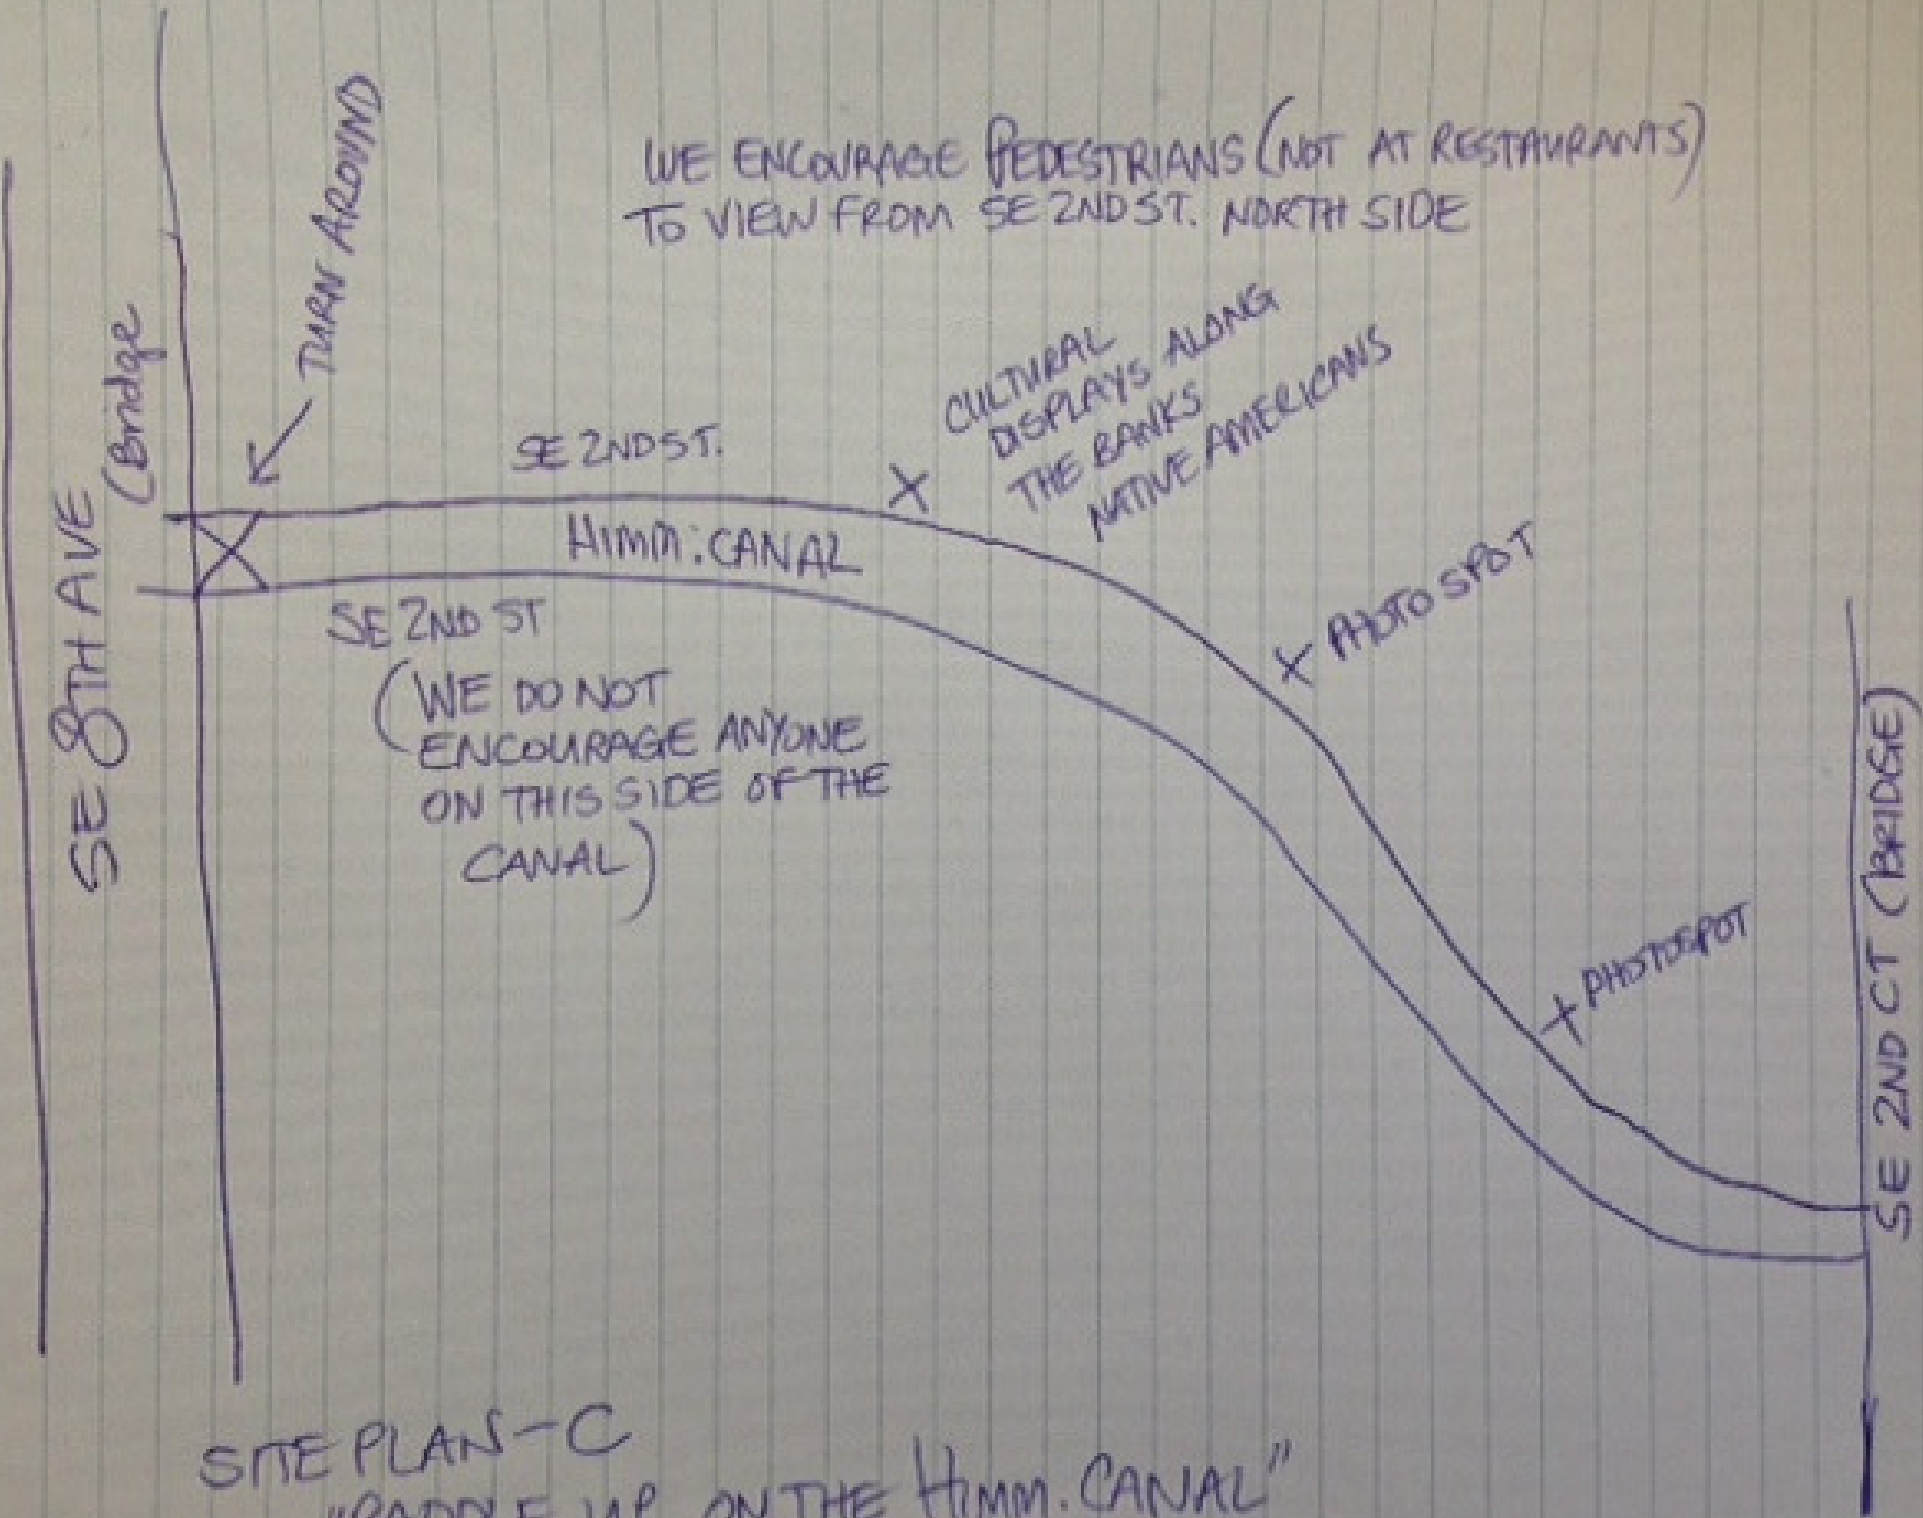 WE ENCOURAGE PEDESTRIANS (NOT AT RESTAURANTS)
TO VIEW FROM SE 2ND ST. NORTH SIDE
TURN AROUND
(Bridge
SE 8TH AVE
SE 2ND ST.
CULTURAL
DISPLAYS ALONG
THE BANKS
NATIVE AMERICANS
HIMM: CANAL
PHOTO SPOT
SE 2ND ST
(WE DO NOT
ENCOURAGE ANYONE
ON THIS SIDE OF THE
CANAL)
PHOTOSPOT
SE 2ND CT (BRIDGE)
SITE PLAN - C
"PADDLE UP ON THE HIMM. CANAL"